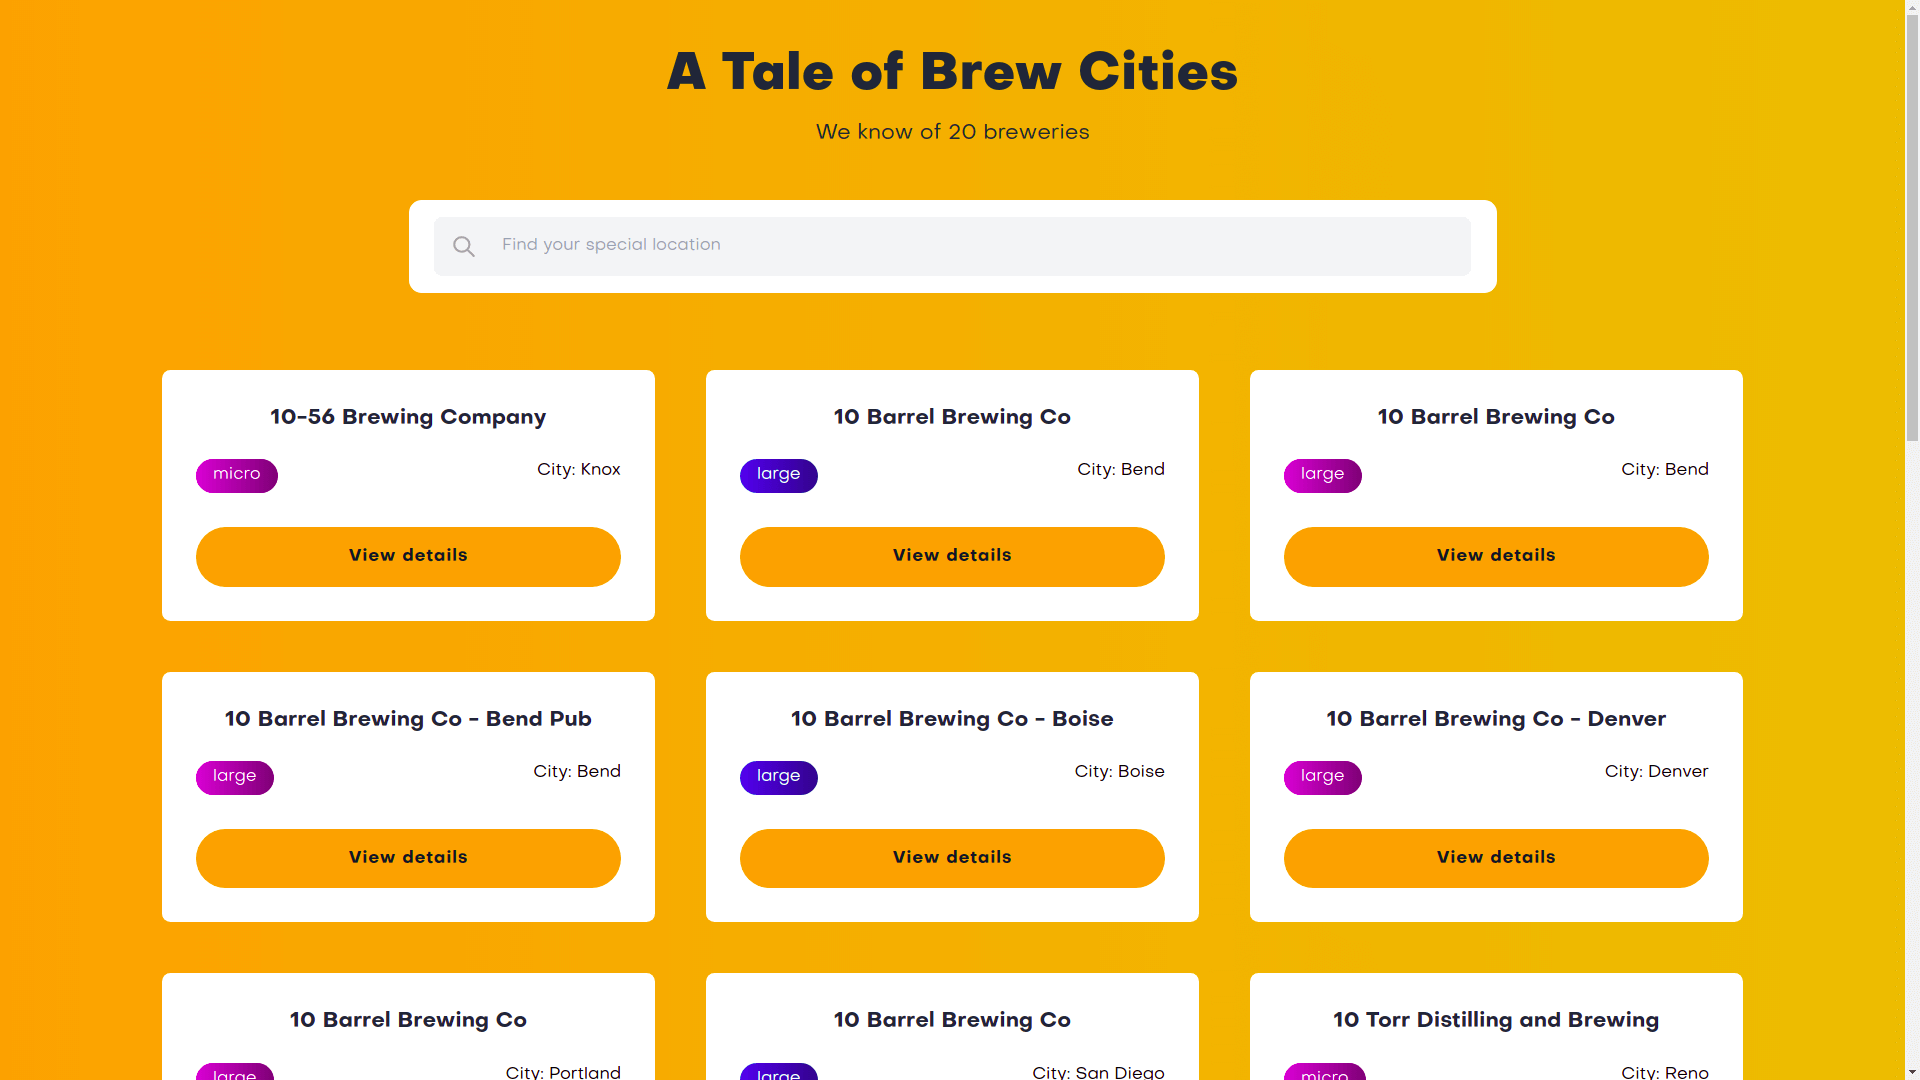 A Tale of Brew Cities
We know of 20 breweries
Find your special location
10-56 Brewing Company
micro
City: Knox
View details
10 Barrel Brewing Co
large
City: Bend
View details
10 Barrel Brewing Co
large
City: Bend
View details
10 Barrel Brewing Co - Bend Pub
large
City: Bend
View details
10 Barrel Brewing Co - Boise
large
City: Boise
View details
10 Barrel Brewing Co - Denver
large
City: Denver
View details
10 Barrel Brewing Co
large
City: Portland
10 Barrel Brewing Co
large
City: San Diego
10 Torr Distilling and Brewing
micro
City: Reno